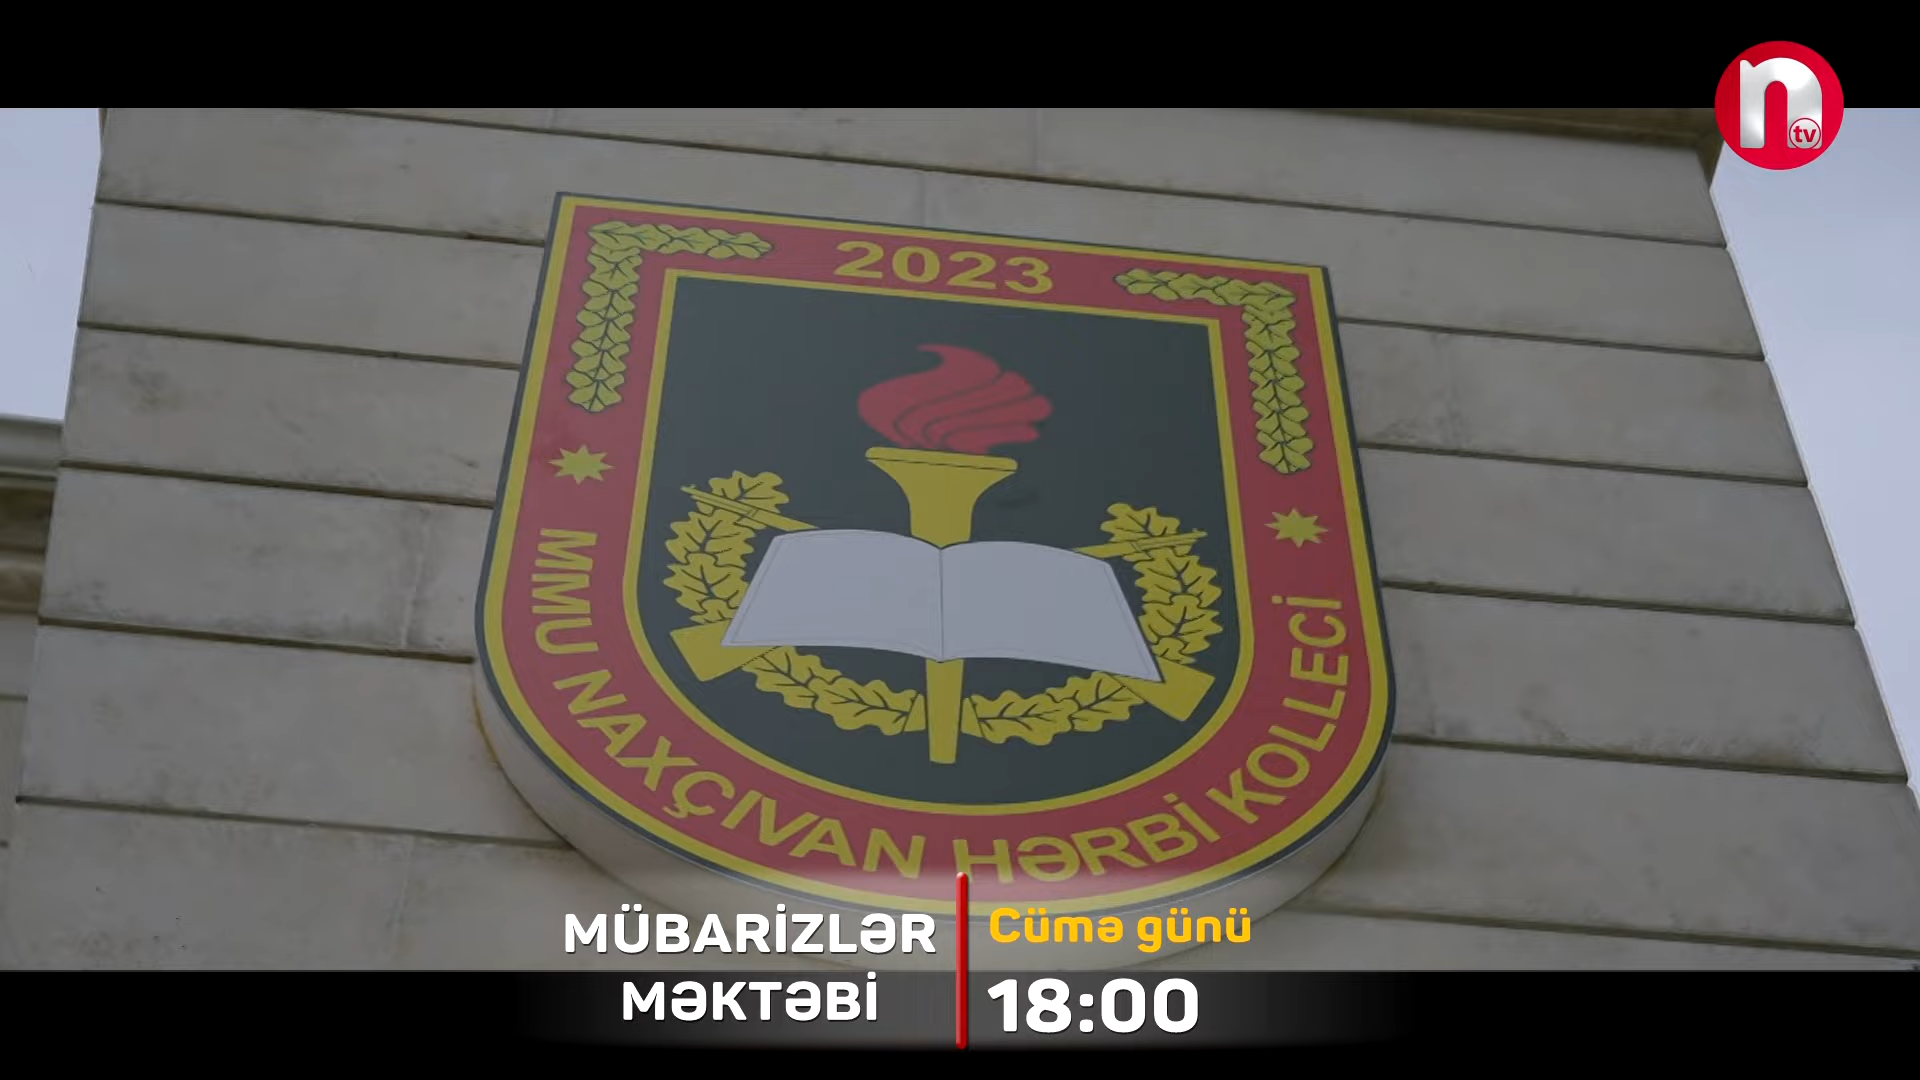 n
tv
2023
MMU NAXÇIVAN HƏRBİ KOLLECİ
MÜBARİZLƏR
MƏKTƏBİ
Cümə günü
18:00